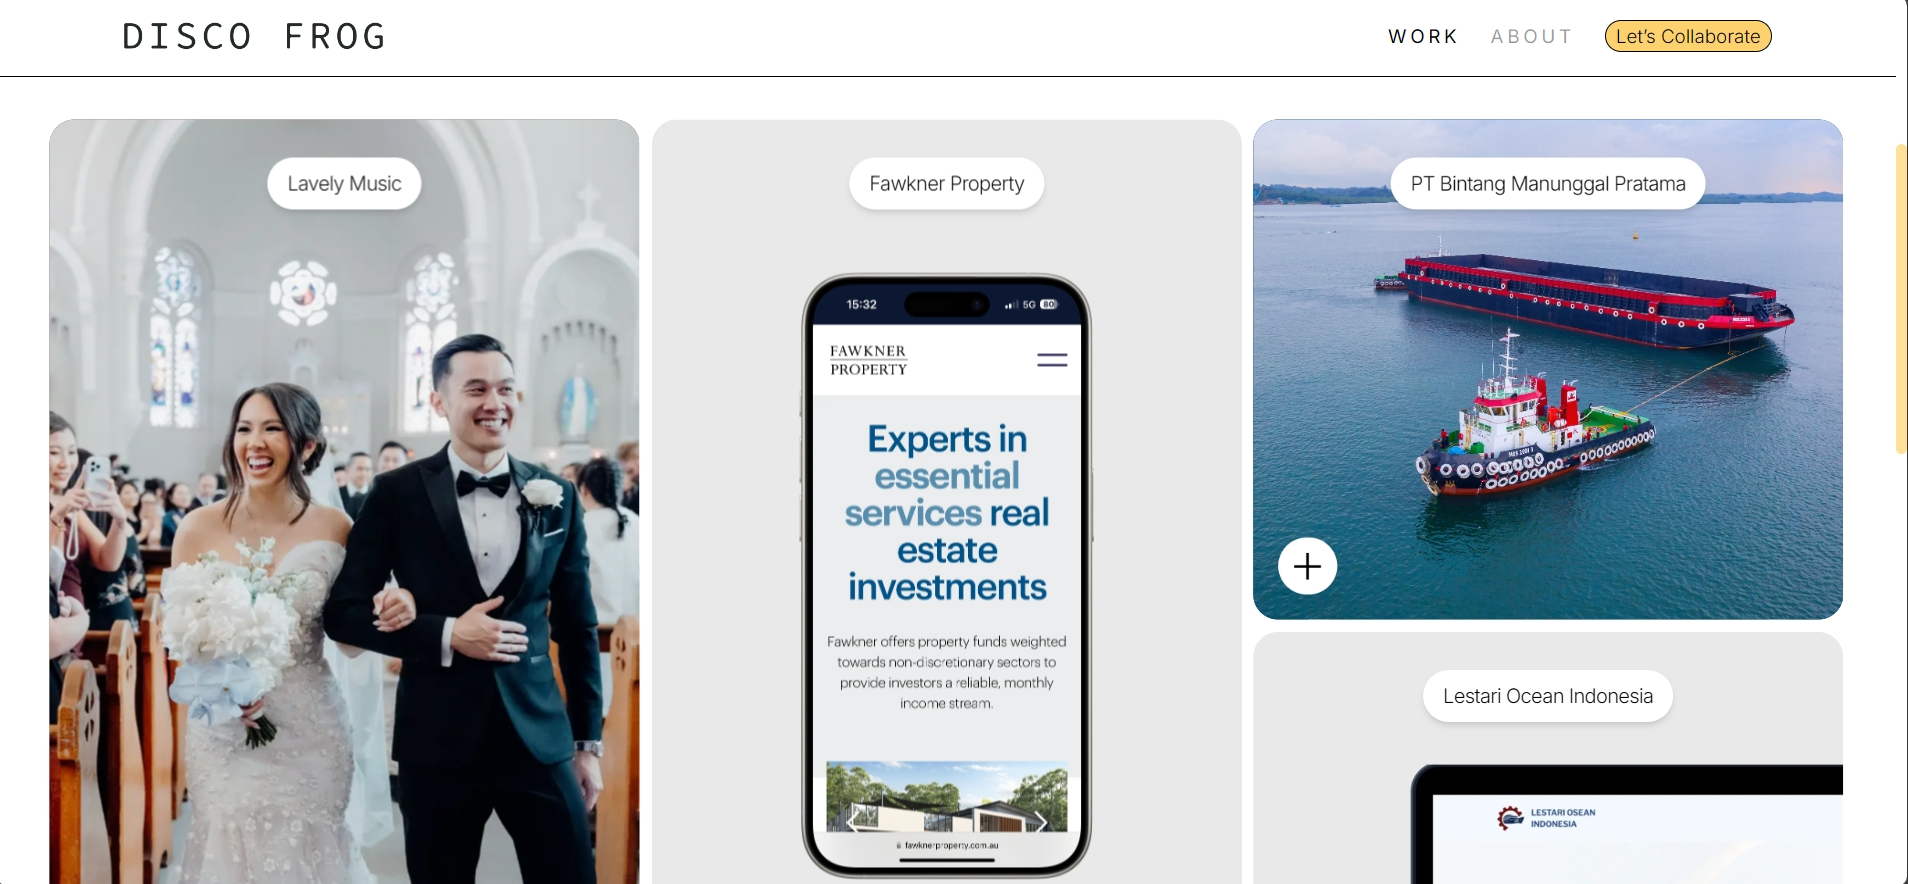 DISCO FROG
WORK
ABOUT
Let's Collaborate
Lavely Music
Fawkner Property
15:32
5G
80
FAWKNER
PROPERTY
Experts in
essential
services real
estate
investments
Fawkner offers property funds weighted
towards non-discretionary sectors to
provide investors a reliable, monthly
income stream.
fawknerproperty.com.au
PT Bintang Manunggal Pratama
Lestari Ocean Indonesia
LESTARI OSEAN
INDONESIA